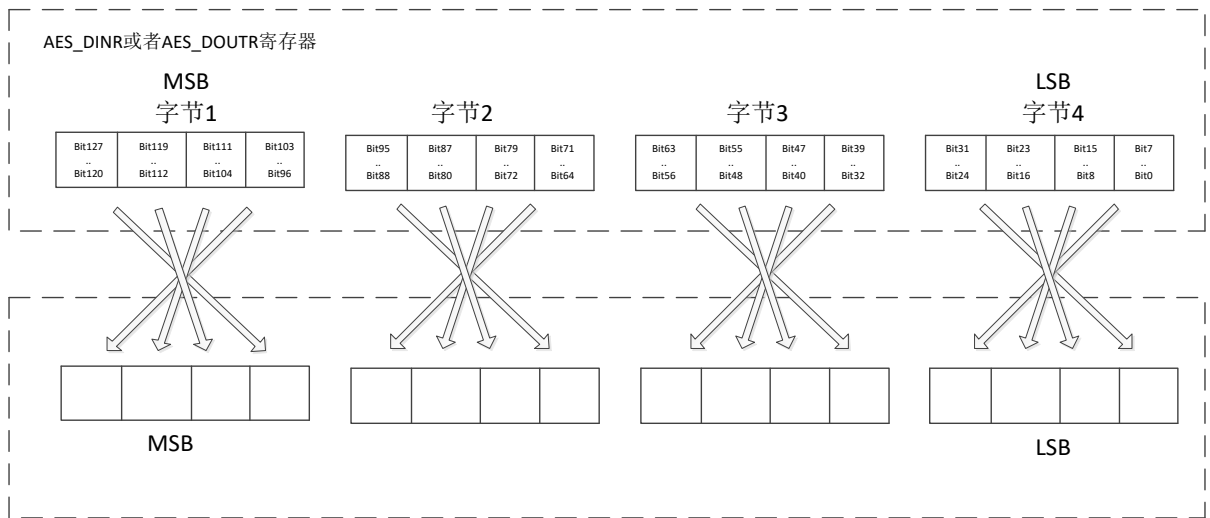 AES_DINR或者AES_DOUTR寄存器
MSB LSB
字节1 字节2 字节3 字节4
Bit127 Bit119 Bit111 Bit103 Bit95 Bit87 Bit79 Bit71 Bit63 Bit55 Bit47 Bit39 Bit31 Bit23 Bit15 Bit7
.. .. .. .. .. .. .. .. .. .. .. .. .. .. .. ..
Bit120 Bit112 Bit104 Bit96 Bit88 Bit80 Bit72 Bit64 Bit56 Bit48 Bit40 Bit32 Bit24 Bit16 Bit8 Bit0
MSB LSB